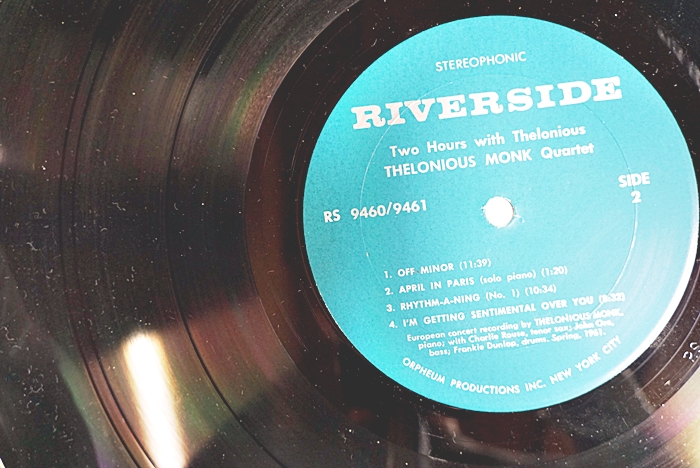 STEREOPHONIC
RIVERSIDE
Two Hours with Thelonious
THELONIOUS MONK Quartet
RS 9460/9461
SIDE
2
1. OFF MINOR (11:39)
2. APRIL IN PARIS (solo piano) (1:20)
3. RHYTHM-A-NING (No. 1) (10:34)
4. I'M GETTING SENTIMENTAL OVER YOU
European concert recording by THELONIOUS MONK,
piano; with Charlie Rouse, tenor sax; John Ore,
bass; Frankie Dunlop, drums. Spring, 1961.
ORPHEUM PRODUCTIONS INC. NEW YORK CITY